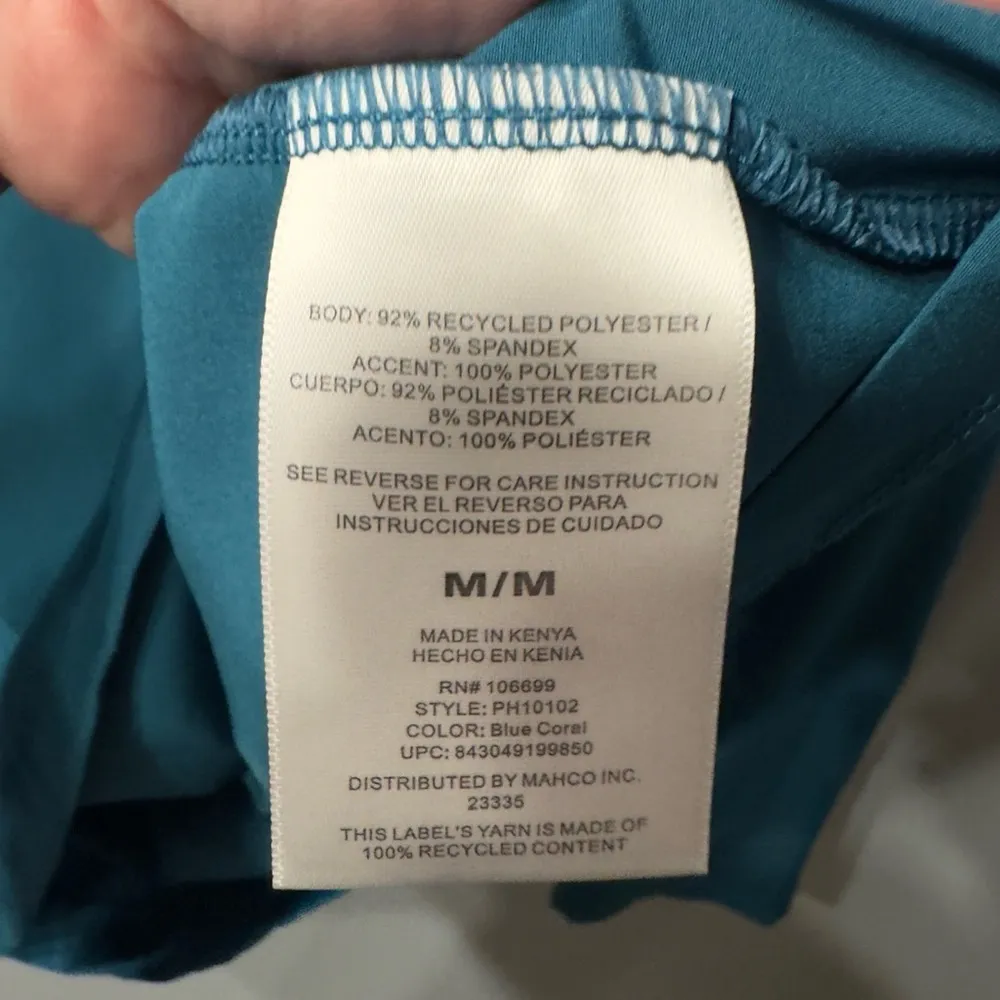 BODY: 92% RECYCLED POLYESTER /
8% SPANDEX
ACCENT: 100% POLYESTER
CUERPO: 92% POLIÉSTER RECICLADO /
8% SPANDEX
ACENTO: 100% POLIÉSTER
SEE REVERSE FOR CARE INSTRUCTION
VER EL REVERSO PARA
INSTRUCCIONES DE CUIDADO
M/M
MADE IN KENYA
HECHO EN KENIA
RN# 106699
STYLE: PH10102
COLOR: Blue Coral
UPC: 843049199850
DISTRIBUTED BY MAHCO INC.
23335
THIS LABEL'S YARN IS MADE OF
100% RECYCLED CONTENT